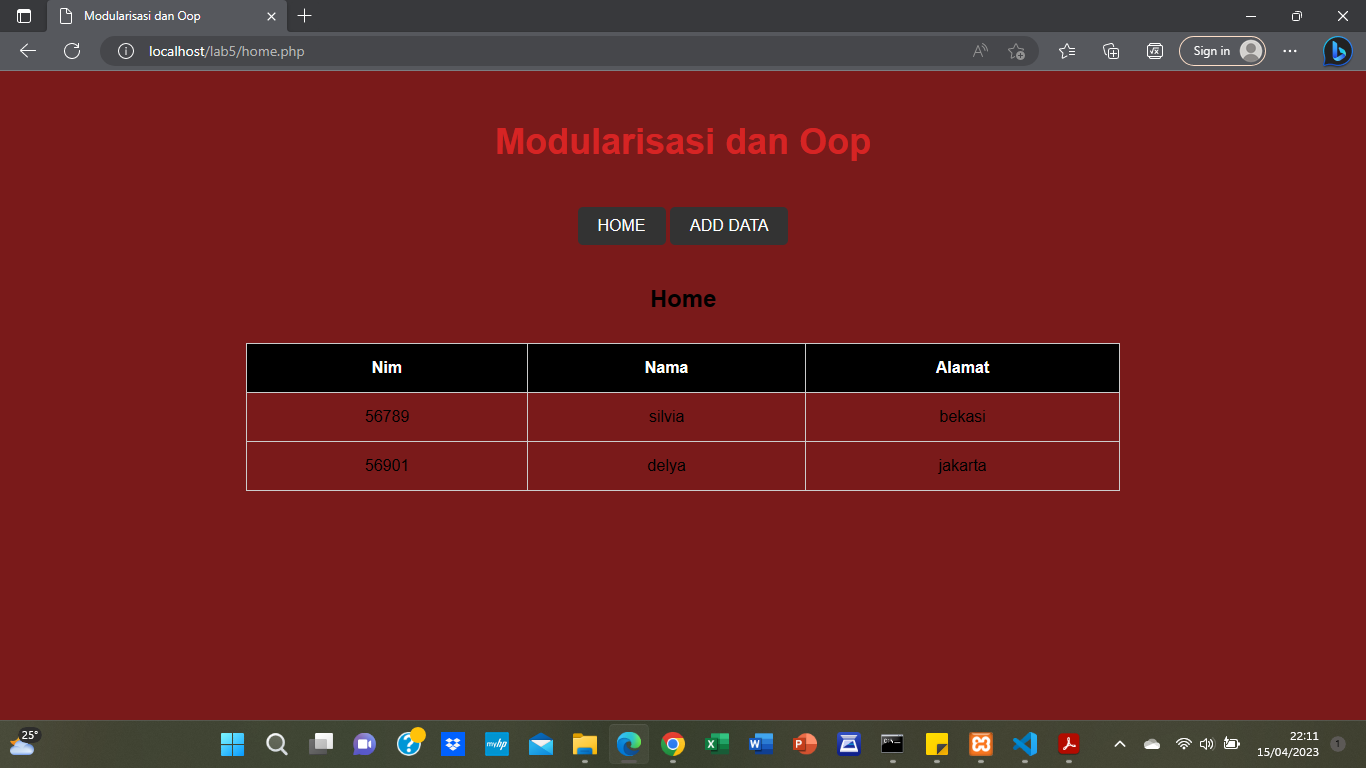 Modularisasi dan Oop
localhost/lab5/home.php
Sign in
Modularisasi dan Oop
HOME ADD DATA
Home
Nim Nama Alamat
56789 silvia bekasi
56901 delya jakarta
25°
22:11
15/04/2023
1